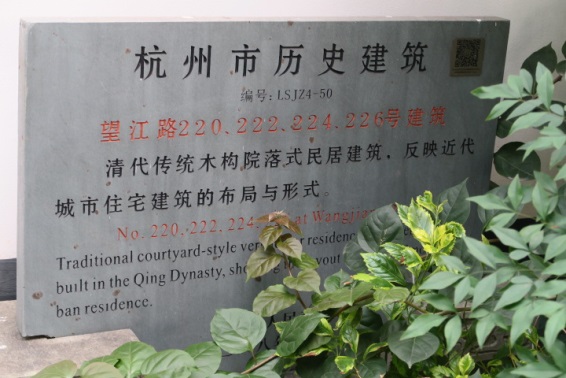 杭州市历史建筑
编号:LSJZ4-50
望江路220、222、224、226号建筑
清代传统木构院落式民居建筑，反映近代
城市住宅建筑的布局与形式。
No. 220, 222, 224, at
Traditional courtyard-style residence
built in the Qing Dynasty,
ban residence.